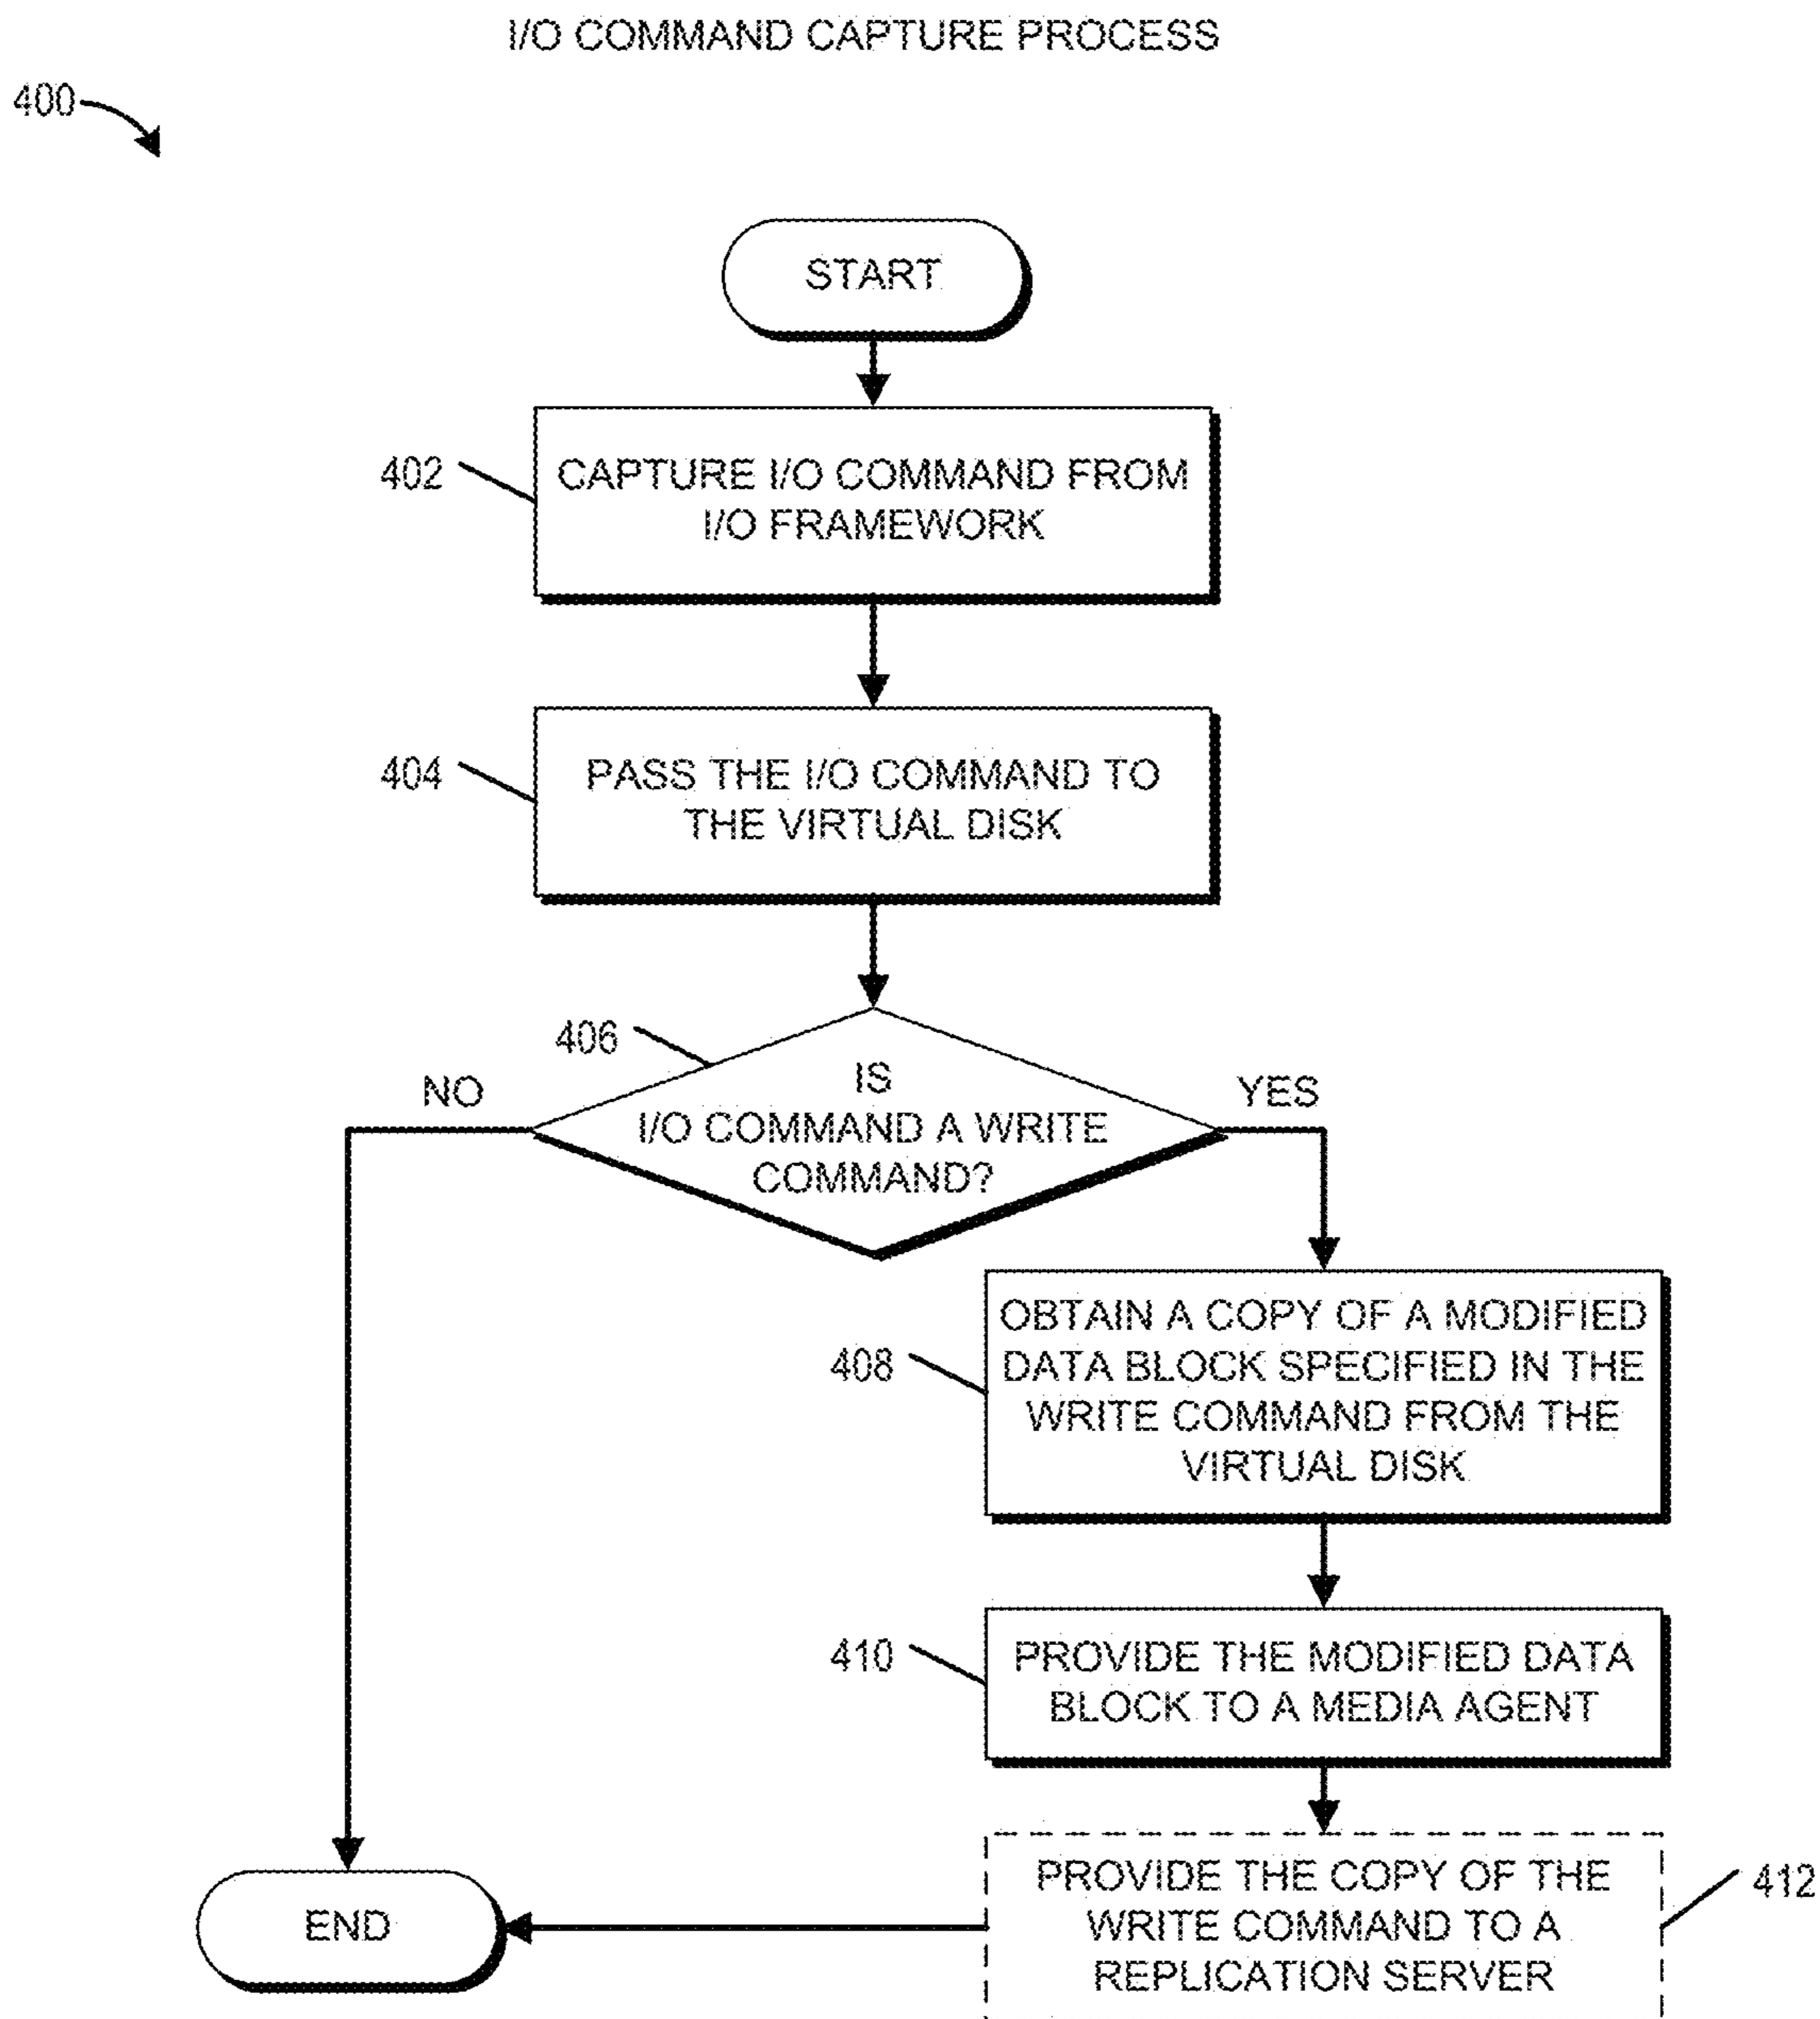 I/O COMMAND CAPTURE PROCESS
400
START
402
CAPTURE I/O COMMAND FROM
I/O FRAMEWORK
404
PASS THE I/O COMMAND TO
THE VIRTUAL DISK
406
IS
I/O COMMAND A WRITE
COMMAND?
NO
YES
408
OBTAIN A COPY OF A MODIFIED
DATA BLOCK SPECIFIED IN THE
WRITE COMMAND FROM THE
VIRTUAL DISK
410
PROVIDE THE MODIFIED DATA
BLOCK TO A MEDIA AGENT
412
PROVIDE THE COPY OF THE
WRITE COMMAND TO A
REPLICATION SERVER
END